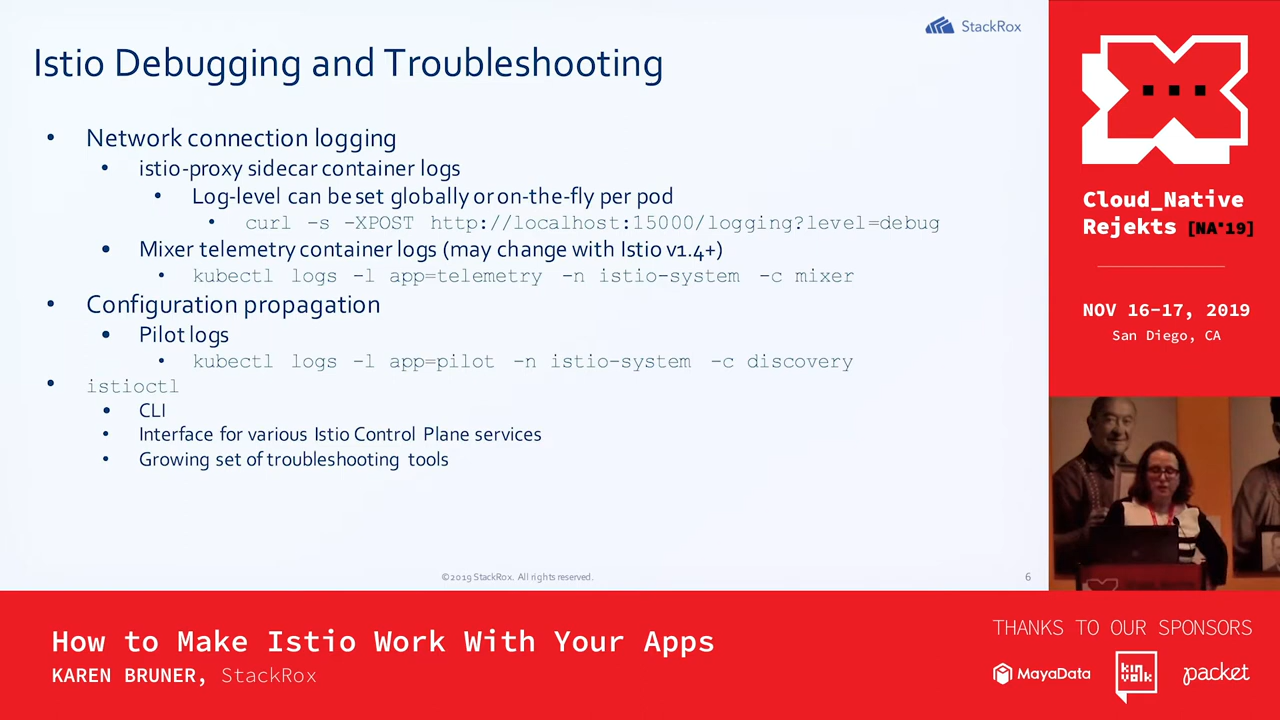 StackRox
Istio Debugging and Troubleshooting
• Network connection logging
• istio-proxy sidecar container logs
• Log-level can be set globally or on-the-fly per pod
• curl -s -XPOST http://localhost:15000/logging?level=debug
• Mixer telemetry container logs (may change with Istio v1.4+)
• kubectl logs -l app=telemetry -n istio-system -c mixer
• Configuration propagation
• Pilot logs
• kubectl logs -l app=pilot -n istio-system -c discovery
• istioctl
• CLI
• Interface for various Istio Control Plane services
• Growing set of troubleshooting tools
©2019 StackRox. All rights reserved.
6
Cloud_Native
Rejekts [NA'19]
NOV 16-17, 2019
San Diego, CA
How to Make Istio Work With Your Apps
KAREN BRUNER, StackRox
THANKS TO OUR SPONSORS
MayaData
kinvolk
packet